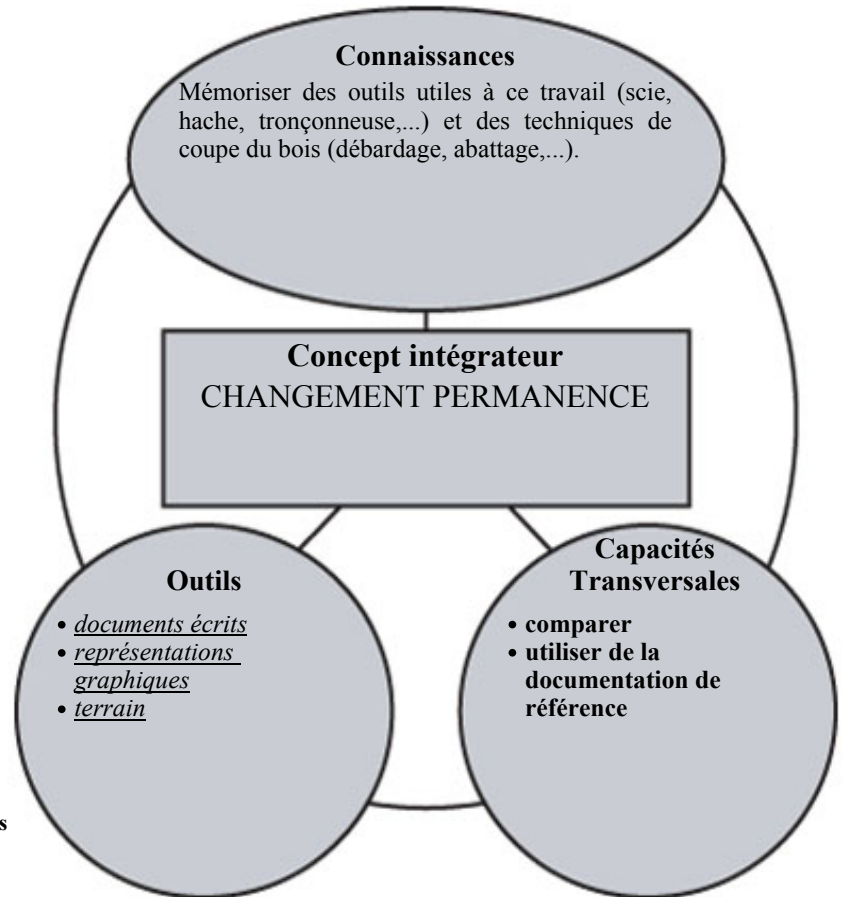 Connaissances
Mémoriser des outils utiles à ce travail (scie,
hache, tronçonneuse,...) et des techniques de
coupe du bois (débardage, abattage,...).
Concept intégrateur
CHANGEMENT PERMANENCE
Outils
• documents écrits
• représentations
graphiques
• terrain
Capacités
Transversales
• comparer
• utiliser de la
documentation de
référence
s